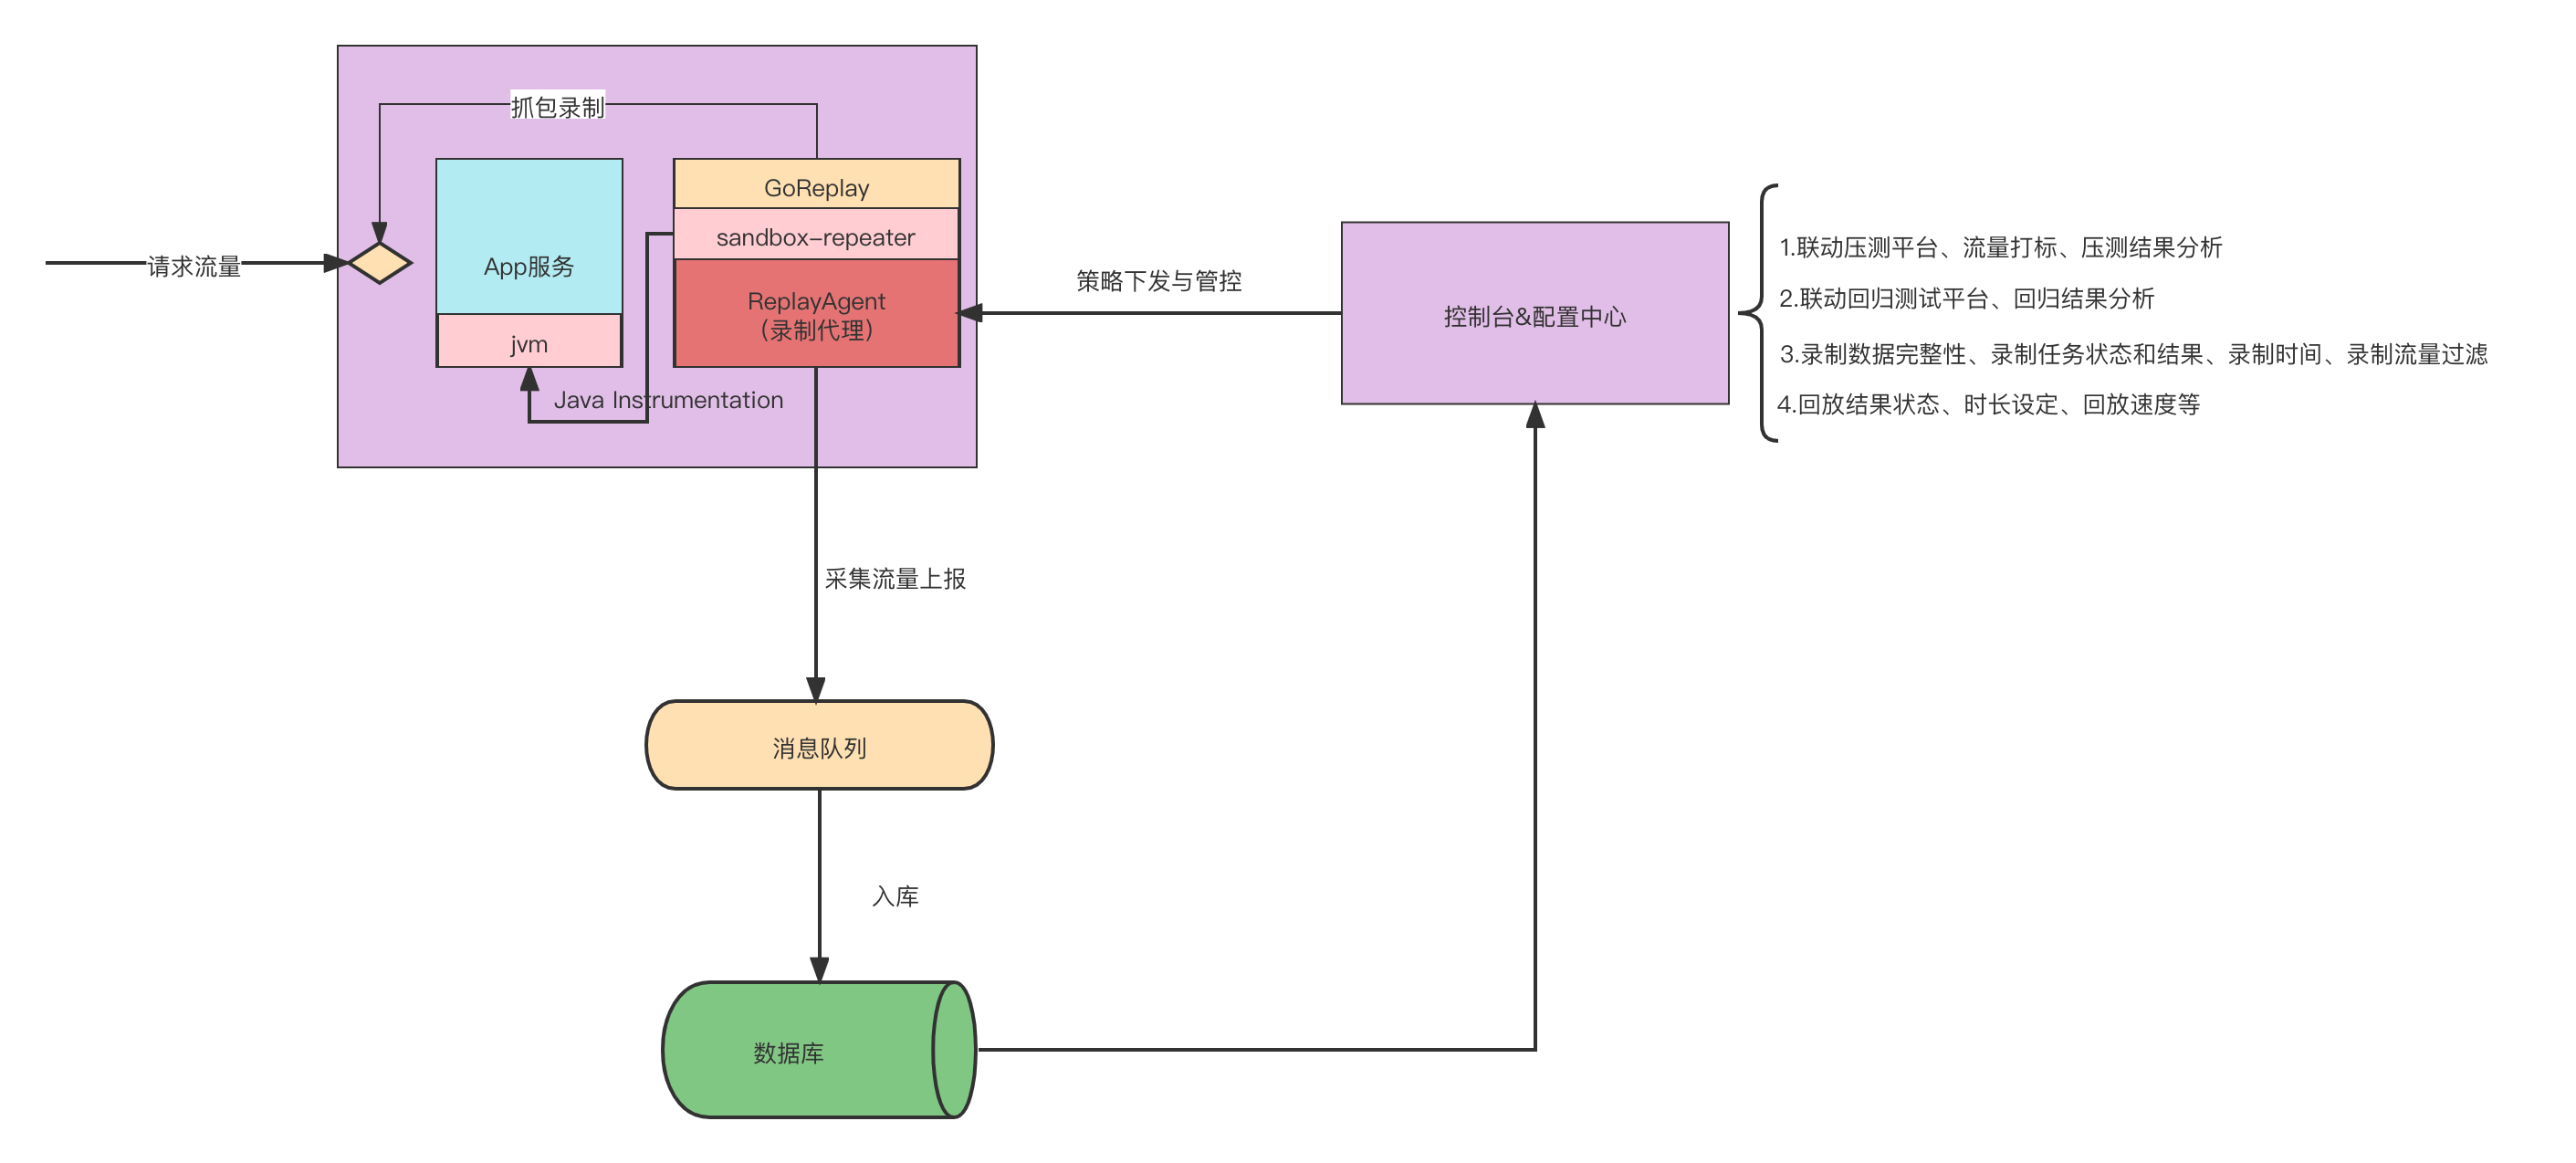 抓包录制
GoReplay
sandbox-repeater
请求流量
App服务
ReplayAgent
（录制代理）
jvm
Java Instrumentation
策略下发与管控
控制台&配置中心
1.联动压测平台、流量打标、压测结果分析
2.联动回归测试平台、回归结果分析
3.录制数据完整性、录制任务状态和结果、录制时间、录制流量过滤
4.回放结果状态、时长设定、回放速度等
采集流量上报
消息队列
入库
数据库